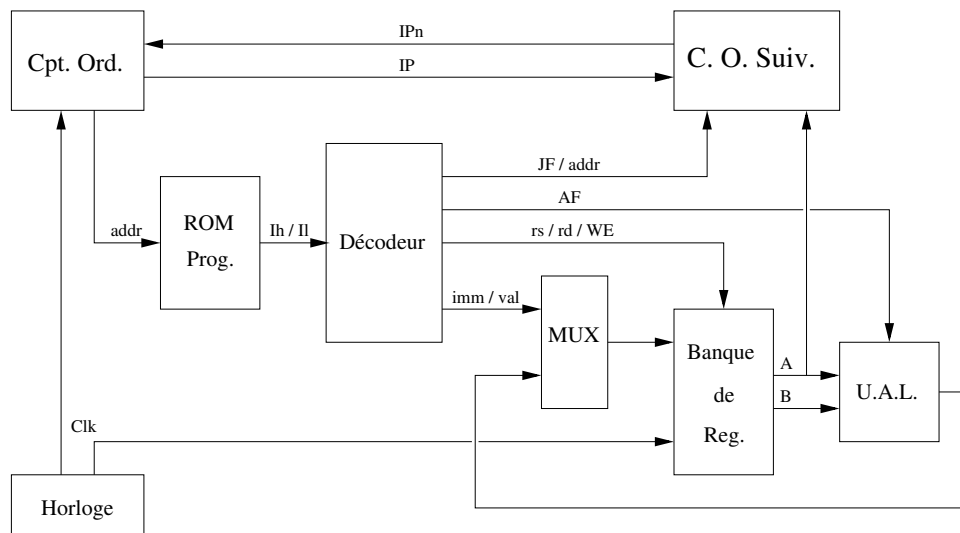 IPn
Cpt. Ord.
C. O. Suiv.
IP
JF / addr
AF
ROM
Prog.
addr
Ih / Il
Décodeur
rs / rd / WE
imm / val
MUX
Banque
de
Reg.
A
B
U.A.L.
Clk
Horloge